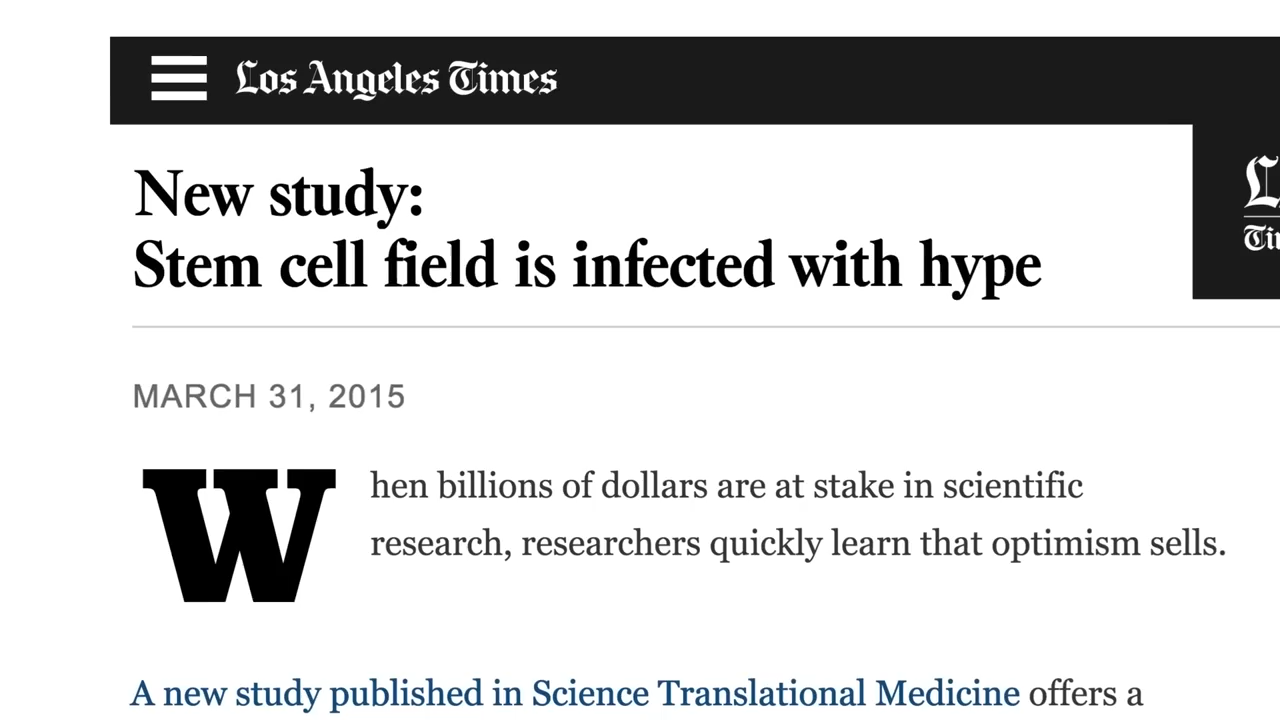 Los Angeles Times
New study:
Stem cell field is infected with hype
MARCH 31, 2015
When billions of dollars are at stake in scientific
research, researchers quickly learn that optimism sells.
A new study published in Science Translational Medicine offers a